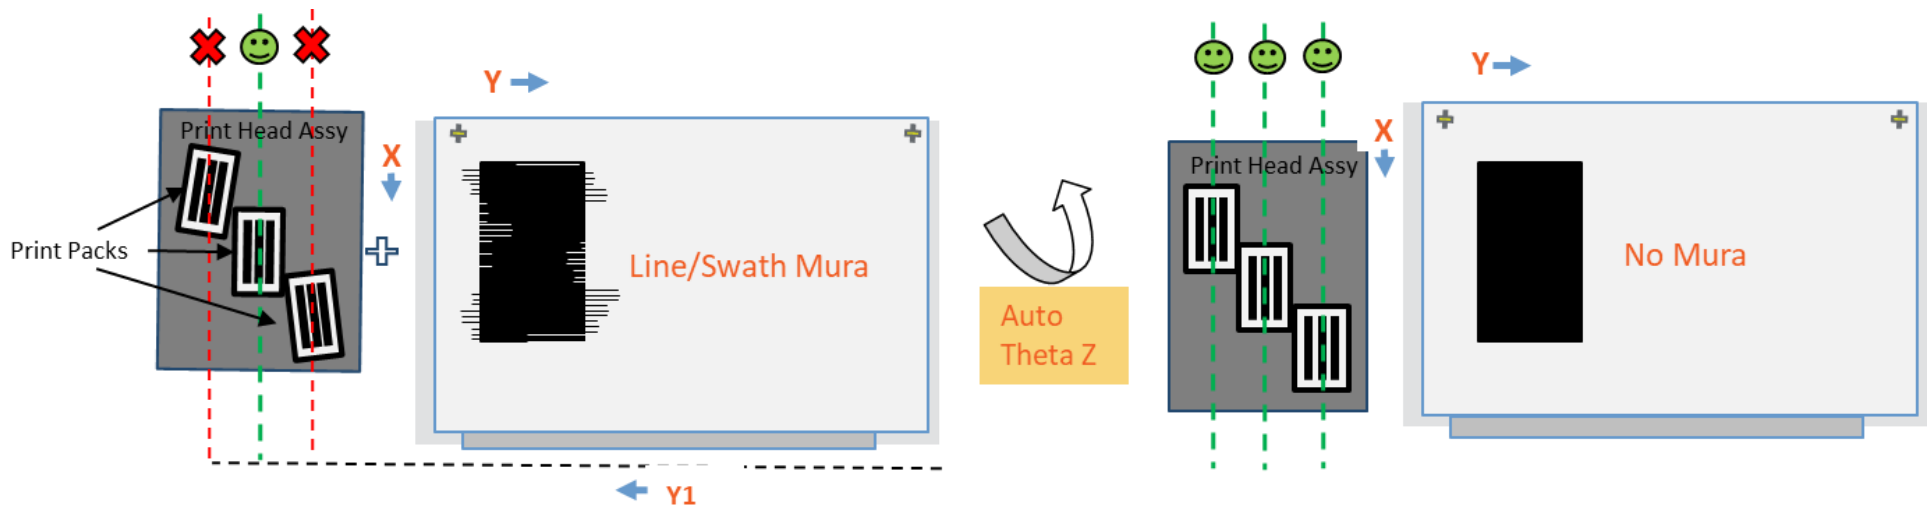 Print Head Assy
Print Packs
X
Y
Line/Swath Mura
Y1
Auto
Theta Z
Print Head Assy
X
Y
No Mura